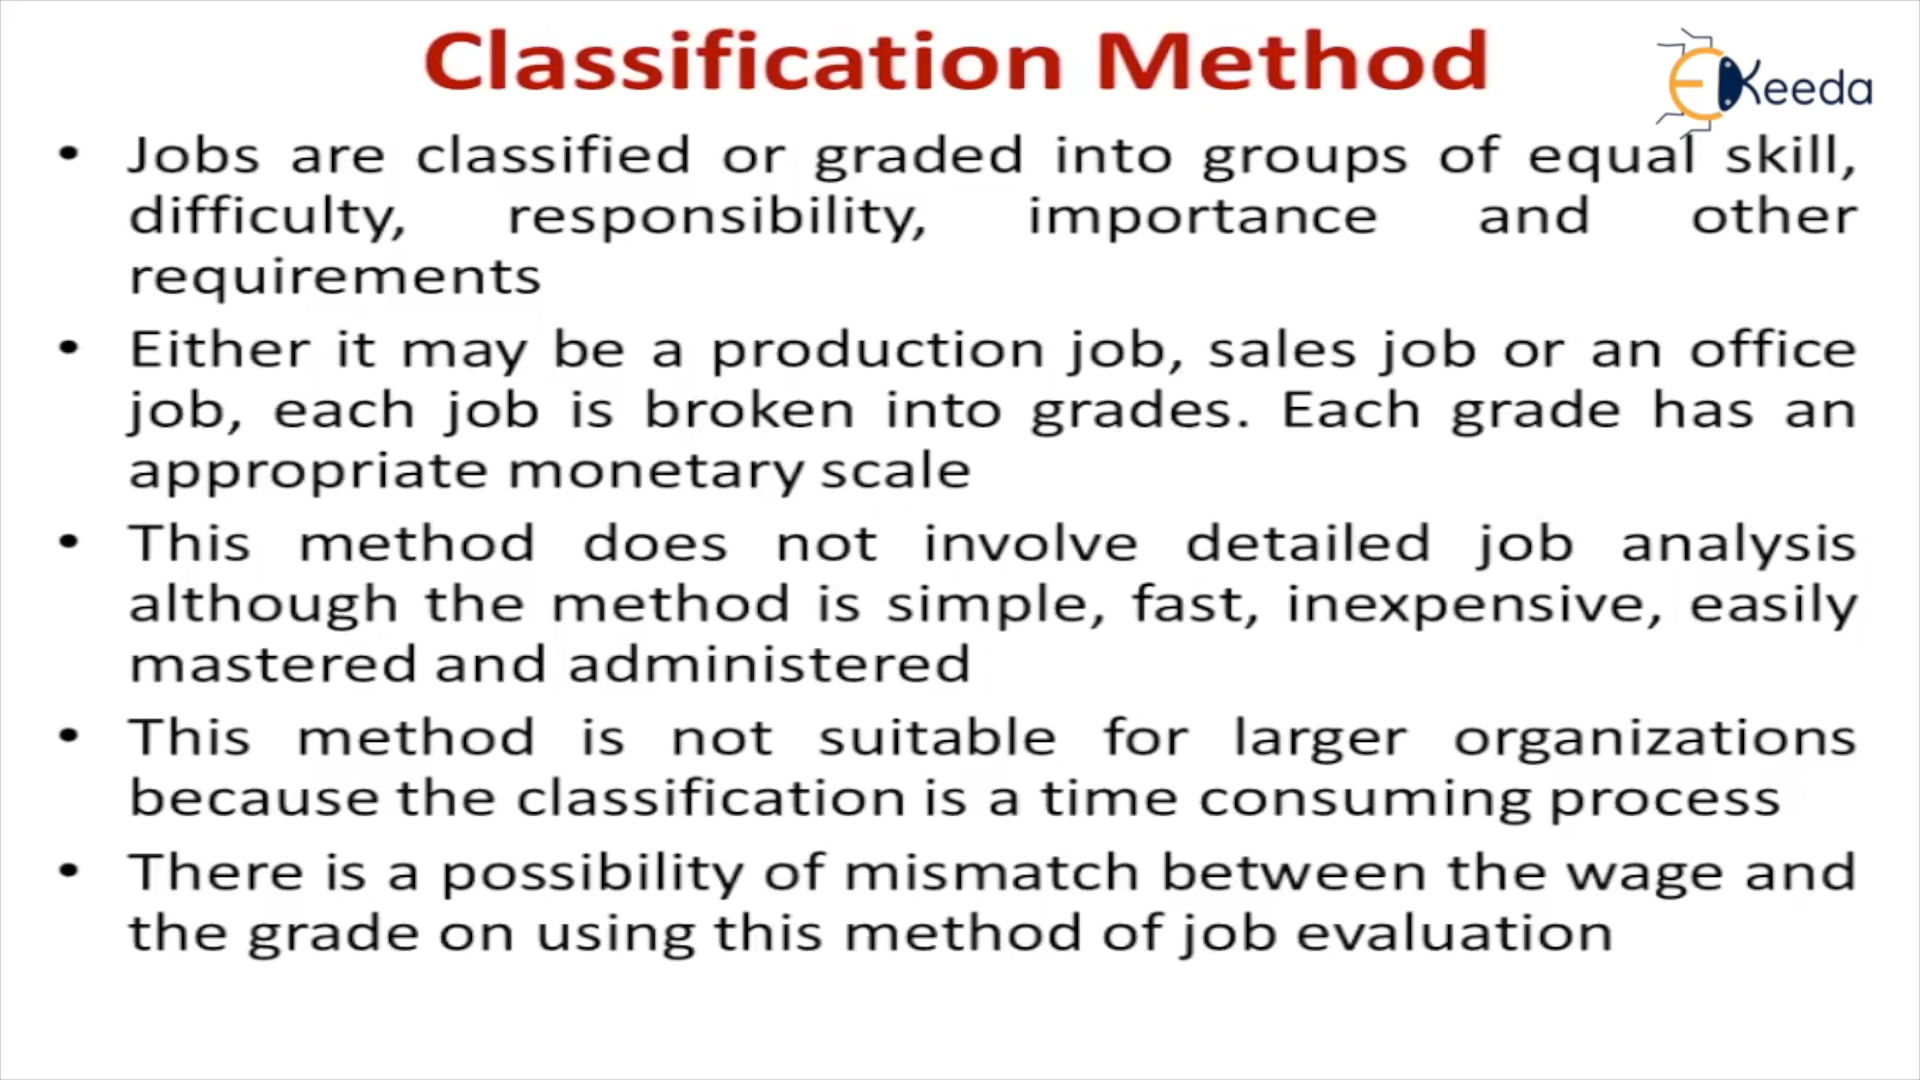 Classification Method
EKeeda
• Jobs are classified or graded into groups of equal skill,
difficulty, responsibility, importance and other
requirements
• Either it may be a production job, sales job or an office
job, each job is broken into grades. Each grade has an
appropriate monetary scale
• This method does not involve detailed job analysis
although the method is simple, fast, inexpensive, easily
mastered and administered
• This method is not suitable for larger organizations
because the classification is a time consuming process
• There is a possibility of mismatch between the wage and
the grade on using this method of job evaluation